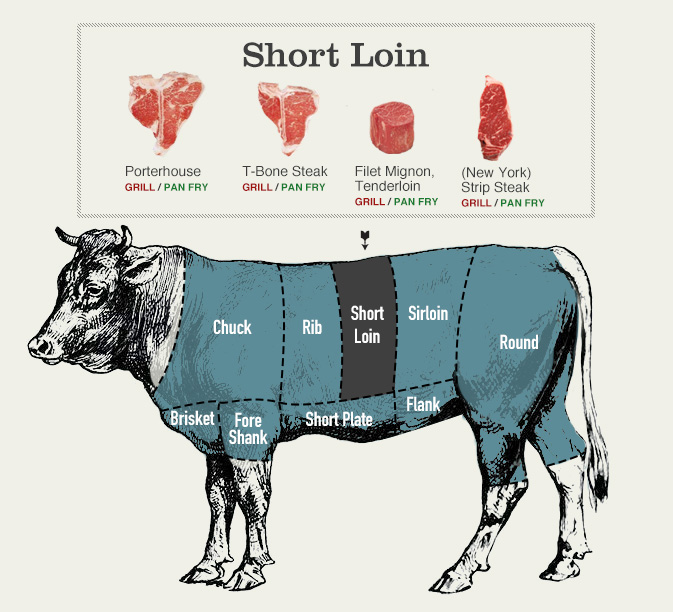 Short Loin
Porterhouse
GRILL / PAN FRY
T-Bone Steak
GRILL / PAN FRY
Filet Mignon,
Tenderloin
GRILL / PAN FRY
(New York)
Strip Steak
GRILL / PAN FRY
Chuck
Rib
Short
Loin
Sirloin
Round
Brisket
Fore
Shank
Short Plate
Flank